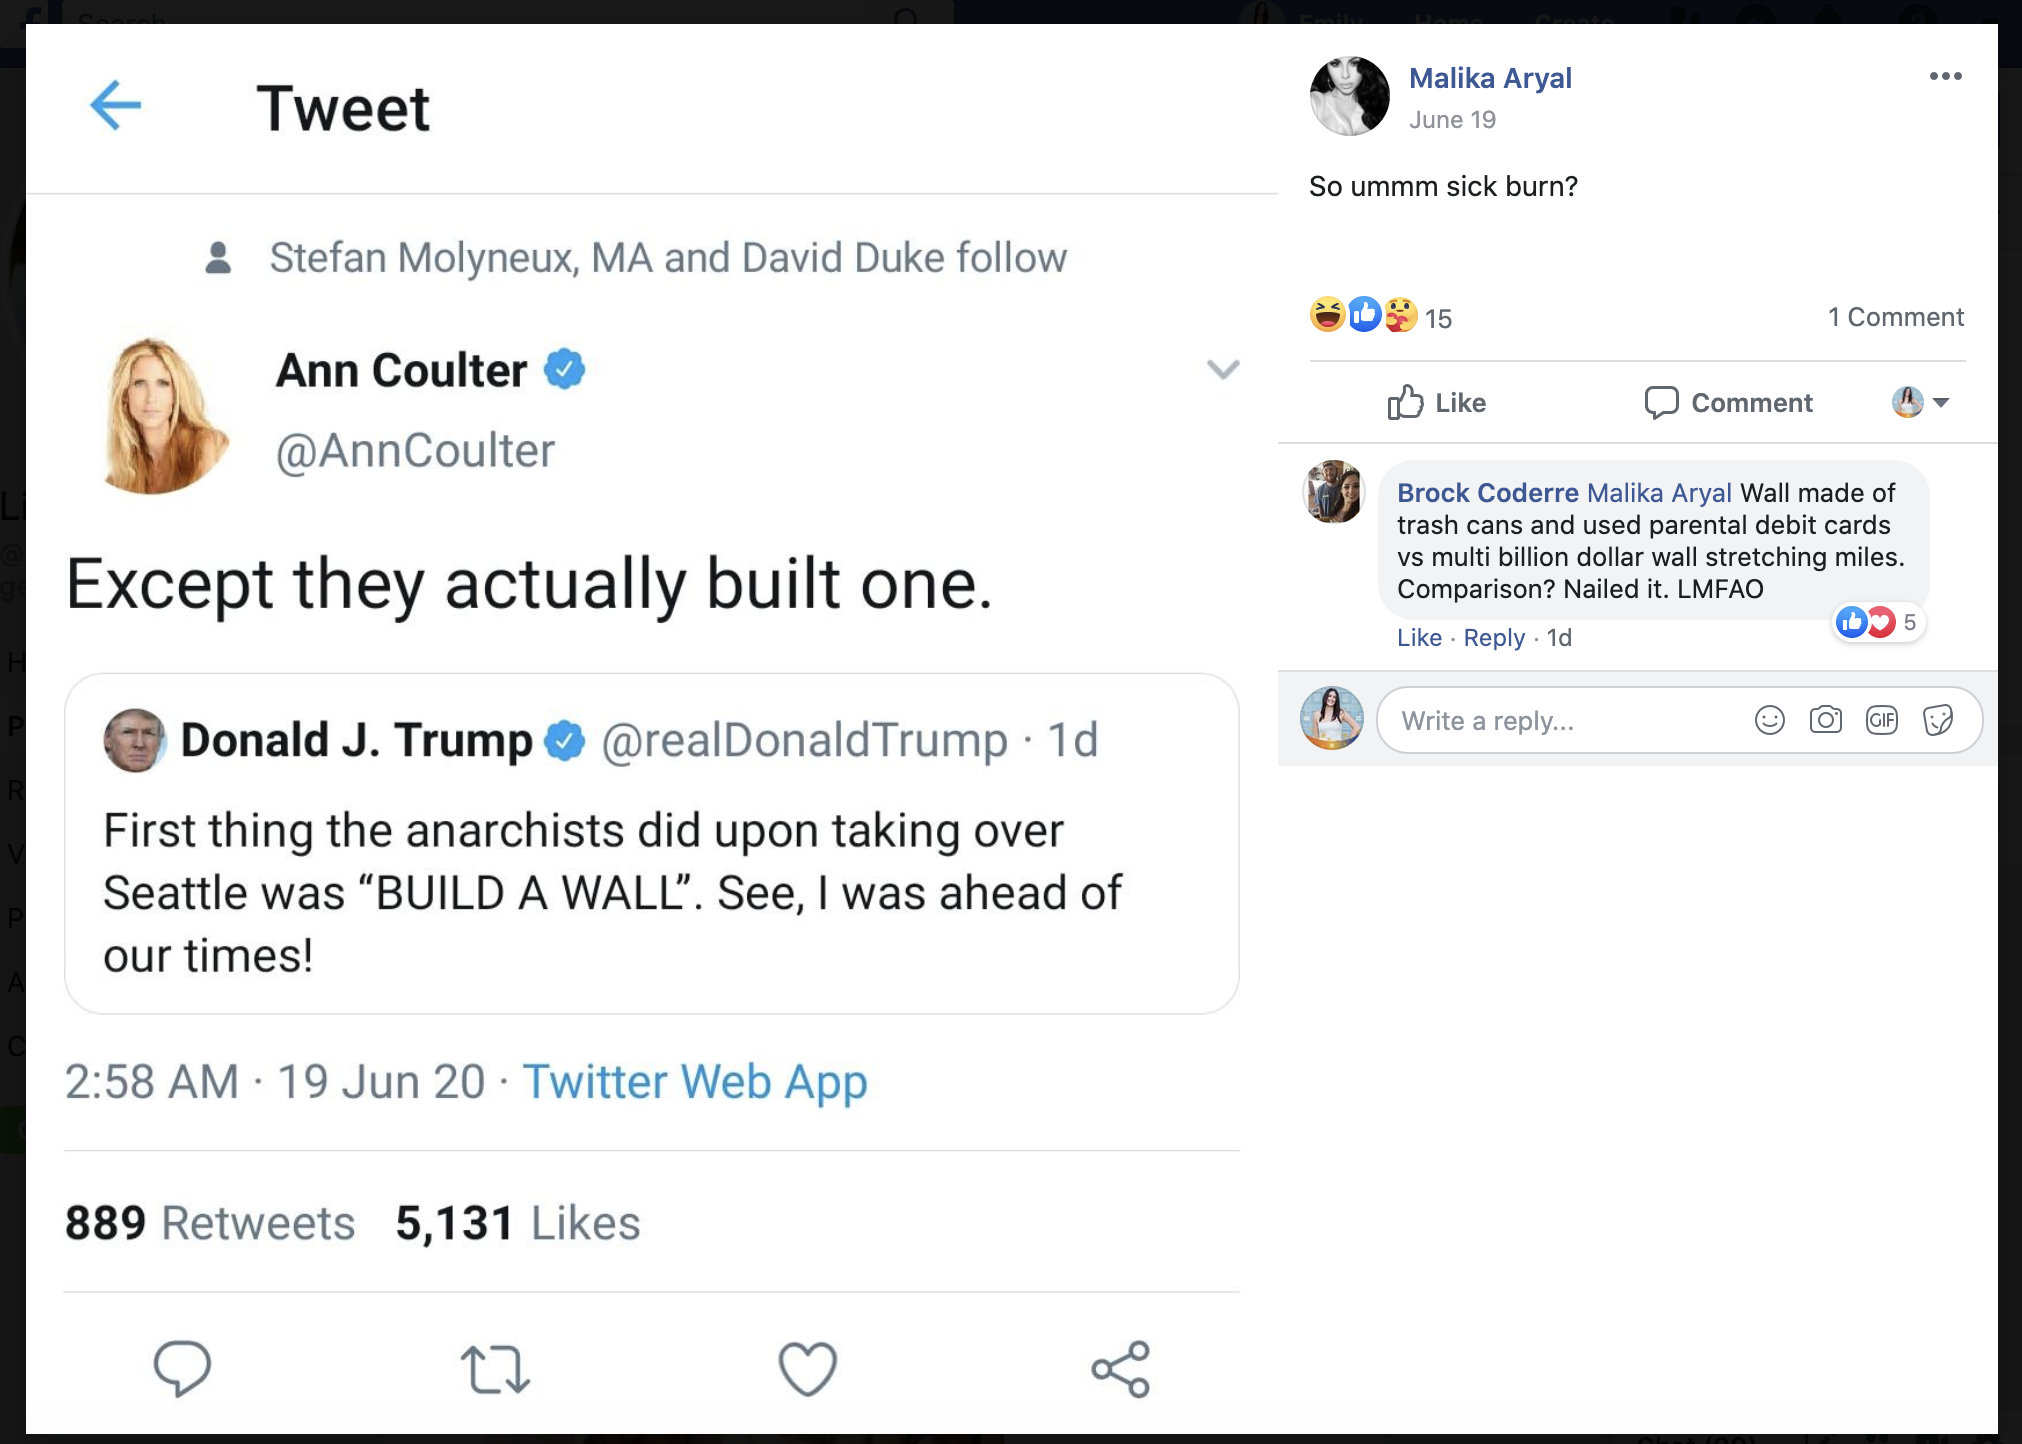 Search
Emily
Home
Create
Tweet
Stefan Molyneux, MA and David Duke follow
Ann Coulter
@AnnCoulter
Except they actually built one.
Donald J. Trump @realDonaldTrump · 1d
First thing the anarchists did upon taking over
Seattle was “BUILD A WALL”. See, I was ahead of
our times!
2:58 AM · 19 Jun 20 · Twitter Web App
889 Retweets 5,131 Likes
Malika Aryal
June 19
So ummm sick burn?
15
1 Comment
Like
Comment
Brock Coderre Malika Aryal Wall made of
trash cans and used parental debit cards
vs multi billion dollar wall stretching miles.
Comparison? Nailed it. LMFAO
5
Like · Reply · 1d
Write a reply...
GIF